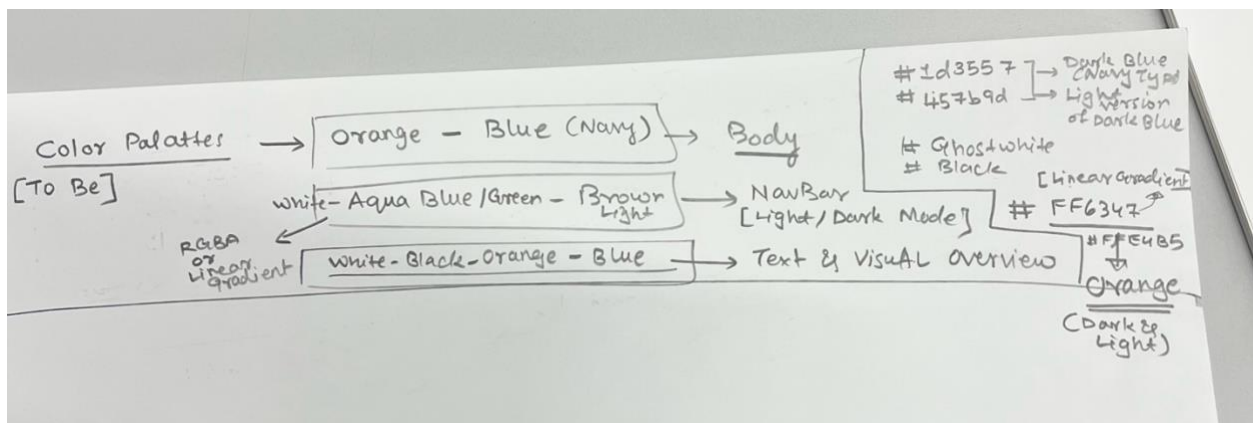 Color Palattes → Orange - Blue (Navy) → Body
[To Be]
White - Aqua Blue/Green - Brown Light → NavBar
[Light/Dark Mode]
RGBA
or
Linear
Gradient
White-Black-Orange-Blue → Text & VisuAL overview
#1d3557 → Dark Blue
(Navy Type)
#457b9d → Light version
of Dark Blue
# Ghostwhite
# Black
[Linear Gradient]
# FF6347
#FFE4B5
Orange
(Dark &
Light)